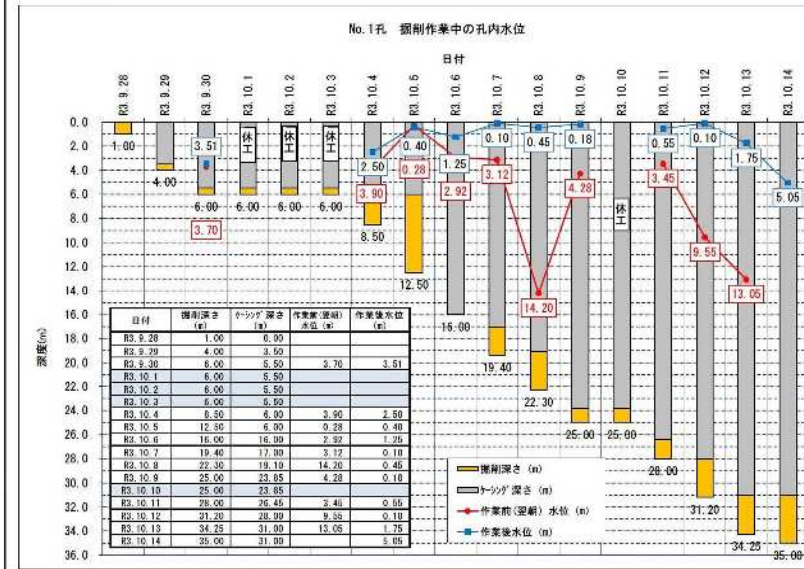 No.1孔 掘削作業中の孔内水位
日付
R3.9.28 R3.9.29 R3.9.30 R3.10.1 R3.10.2 R3.10.3 R3.10.4 R3.10.5 R3.10.6 R3.10.7 R3.10.8 R3.10.9 R3.10.10 R3.10.11 R3.10.12 R3.10.13 R3.10.14
深度(m)
0.0
2.0
4.0
6.0
8.0
10.0
12.0
14.0
16.0
18.0
20.0
22.0
24.0
26.0
28.0
30.0
32.0
34.0
36.0
休工 休工 休工 休工
3.51 2.50 0.40 1.25 0.10 0.45 0.18 0.55 0.10 1.75 5.05
3.70 3.90 0.28 2.92 3.12 14.20 4.28 3.45 9.55 13.05
1.00 4.00 6.00 6.00 6.00 6.00 8.50 12.50 16.00 19.40 22.30 25.00 25.00 28.00 31.20 34.25 35.00
日付 掘削深さ(m) ケーシング深さ(m) 作業前(翌朝)水位(m) 作業後水位(m)
R3.9.28 1.00 0.00
R3.9.29 4.00 3.50
R3.9.30 6.00 5.50 3.70 3.51
R3.10.1 6.00 5.50
R3.10.2 6.00 5.50
R3.10.3 6.00 5.50
R3.10.4 8.50 6.00 3.90 2.50
R3.10.5 12.50 6.00 0.28 0.40
R3.10.6 16.00 16.00 2.92 1.25
R3.10.7 19.40 17.00 3.12 0.10
R3.10.8 22.30 19.10 14.20 0.45
R3.10.9 25.00 23.85 4.28 0.18
R3.10.10 25.00 23.85
R3.10.11 28.00 26.45 3.45 0.55
R3.10.12 31.20 28.00 9.55 0.10
R3.10.13 34.25 31.00 13.05 1.75
R3.10.14 35.00 31.00 5.05
掘削深さ (m)
ケーシング深さ (m)
作業前(翌朝) 水位 (m)
作業後水位 (m)